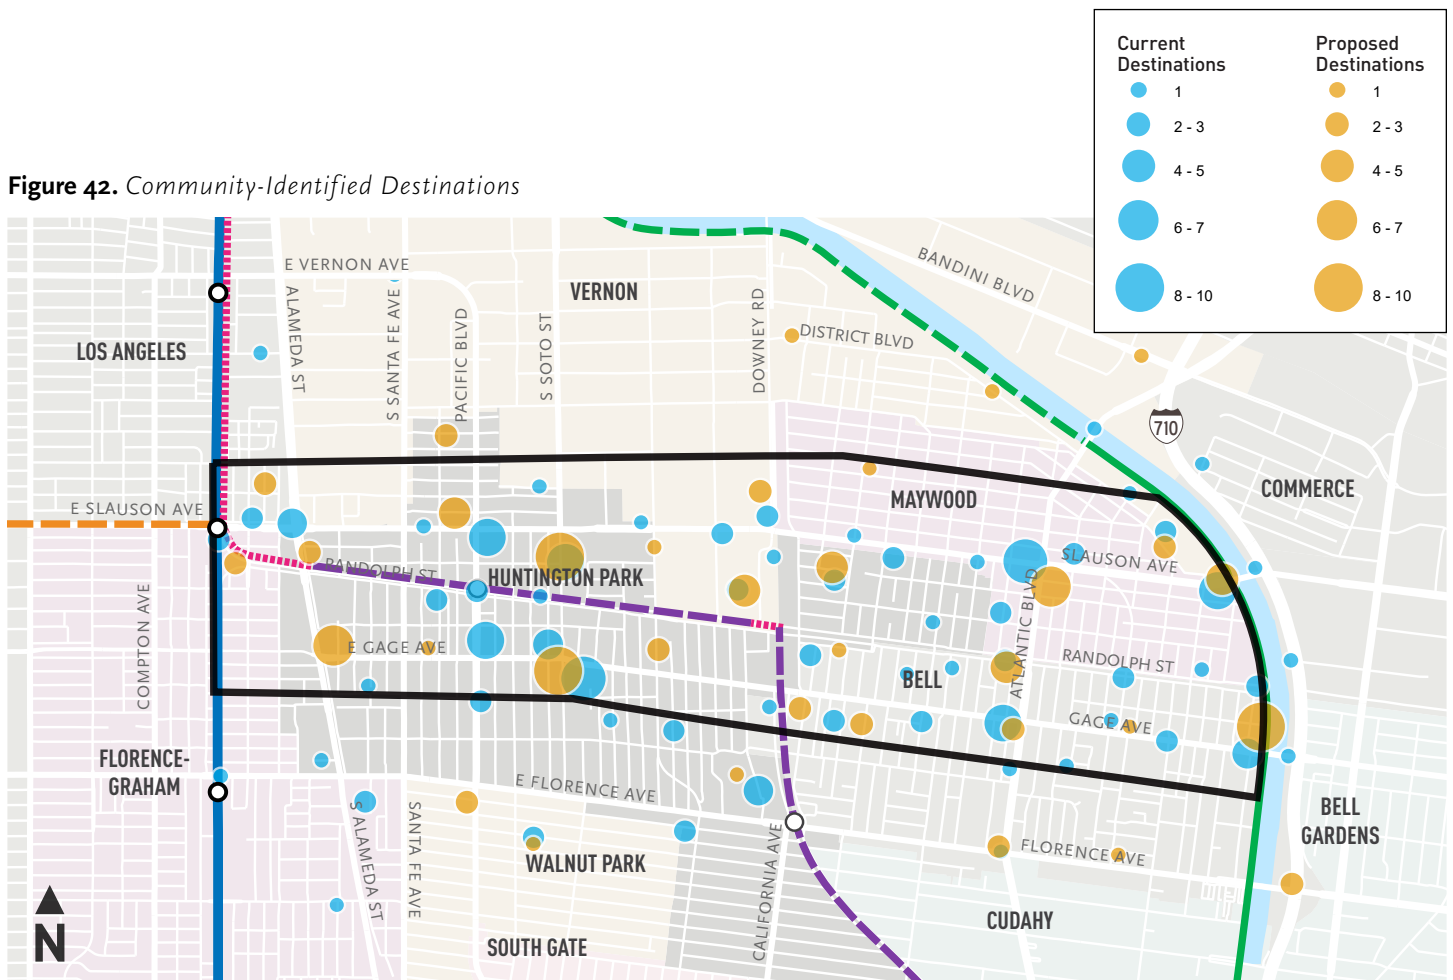 Current
Destinations
1
2 - 3
4 - 5
6 - 7
8 - 10
Proposed
Destinations
1
2 - 3
4 - 5
6 - 7
8 - 10
Figure 42. Community-Identified Destinations
E VERNON AVE
VERNON
BANDINI BLVD
LOS ANGELES
ALAMEDA ST
S SANTA FE AVE
PACIFIC BLVD
S SOTO ST
DOWNEY RD
DISTRICT BLVD
710
COMMERCE
MAYWOOD
E SLAUSON AVE
SLAUSON AVE
RANDOLPH ST
HUNTINGTON PARK
COMPTON AVE
E GAGE AVE
ATLANTIC BLVD
RANDOLPH ST
BELL
GAGE AVE
FLORENCE-
GRAHAM
E FLORENCE AVE
BELL
GARDENS
S ALAMEDA ST
SANTA FE AVE
WALNUT PARK
CALIFORNIA AVE
FLORENCE AVE
CUDAHY
SOUTH GATE
N